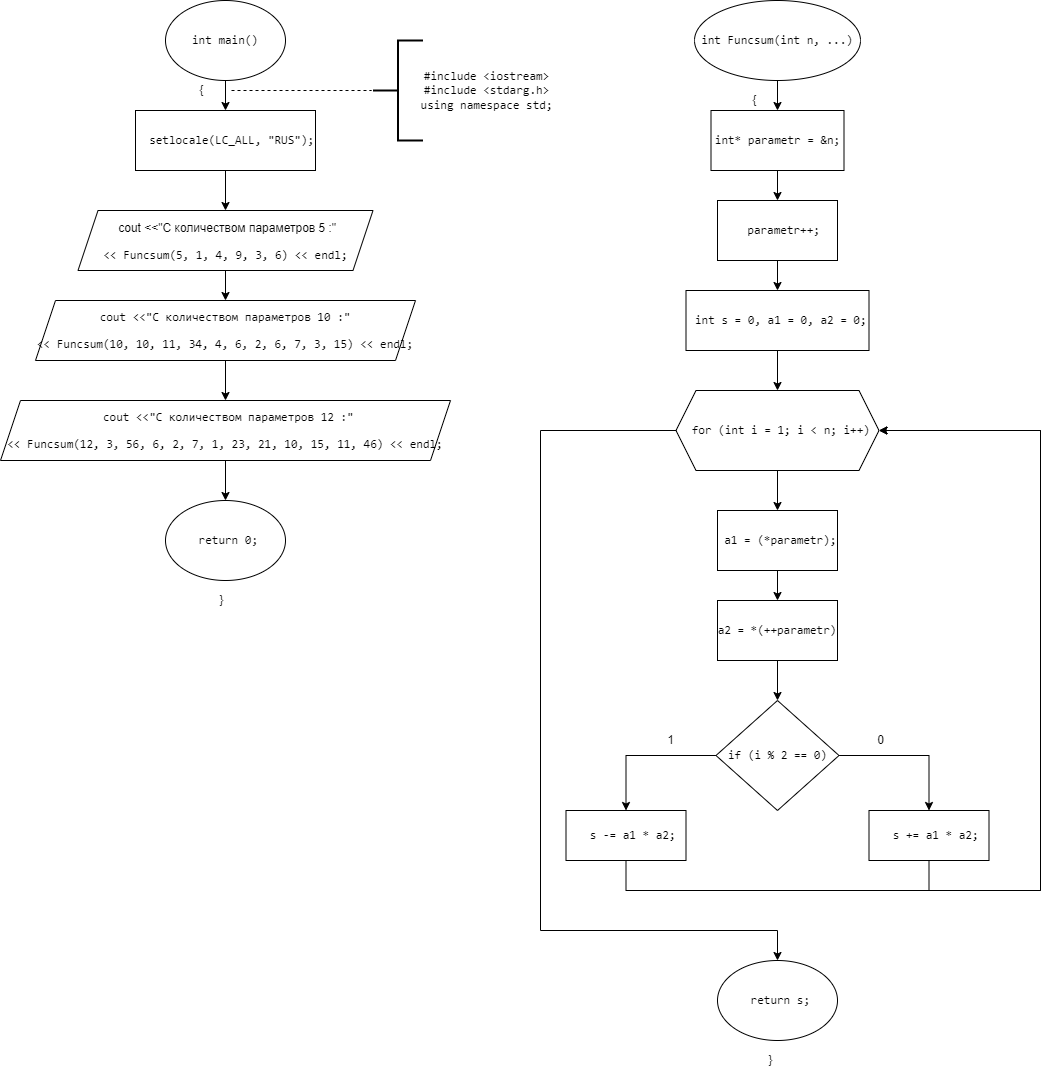 int main()
{
#include <iostream>
#include <stdarg.h>
using namespace std;
setlocale(LC_ALL, "RUS");
cout <<"С количеством параметров 5 :"
<< Funcsum(5, 1, 4, 9, 3, 6) << endl;
cout <<"С количеством параметров 10 :"
<< Funcsum(10, 10, 11, 34, 4, 6, 2, 6, 7, 3, 15) << endl;
cout <<"С количеством параметров 12 :"
<< Funcsum(12, 3, 56, 6, 2, 7, 1, 23, 21, 10, 15, 11, 46) << endl;
return 0;
}
int Funcsum(int n, ...)
{
int* parametr = &n;
parametr++;
int s = 0, a1 = 0, a2 = 0;
for (int i = 1; i < n; i++)
a1 = (*parametr);
a2 = *(++parametr)
if (i % 2 == 0)
1
0
s -= a1 * a2;
s += a1 * a2;
return s;
}